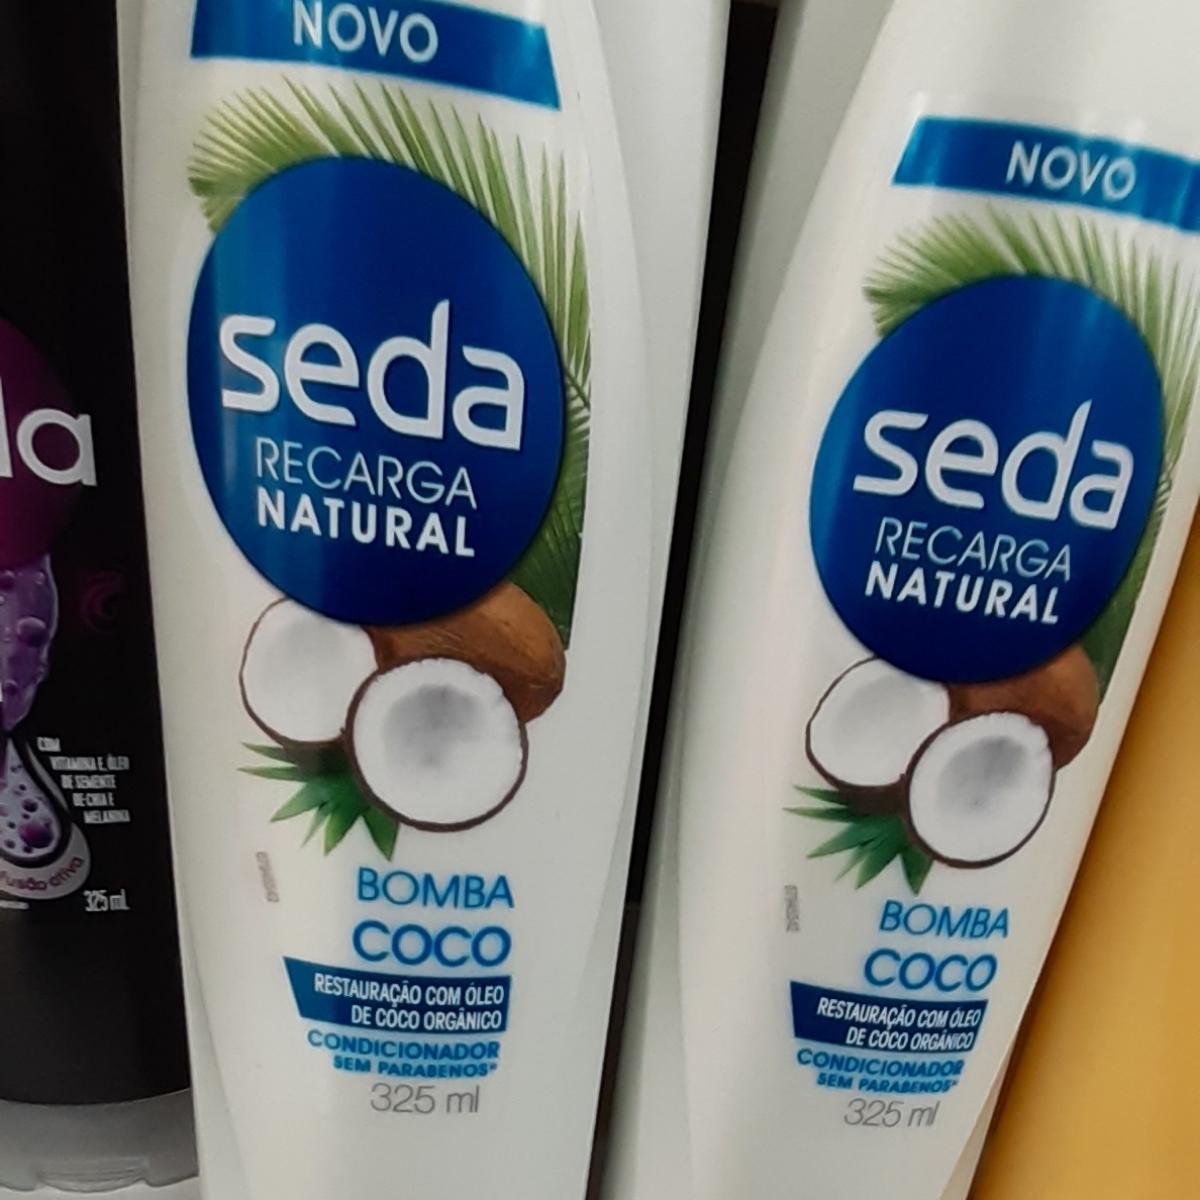 NOVO
seda
RECARGA
NATURAL
BOMBA
COCO
RESTAURAÇÃO COM ÓLEO
DE COCO ORGÂNICO
CONDICIONADOR
SEM PARABENOS*
325 ml
NOVO
seda
RECARGA
NATURAL
BOMBA
COCO
RESTAURAÇÃO COM ÓLEO
DE COCO ORGÂNICO
CONDICIONADOR
SEM PARABENOS*
325 ml
da
COM
VITAMINA E, ÓLEO
DE SEMENTE
DE CHIA E
MELANINA
fusão ativa
325 ml